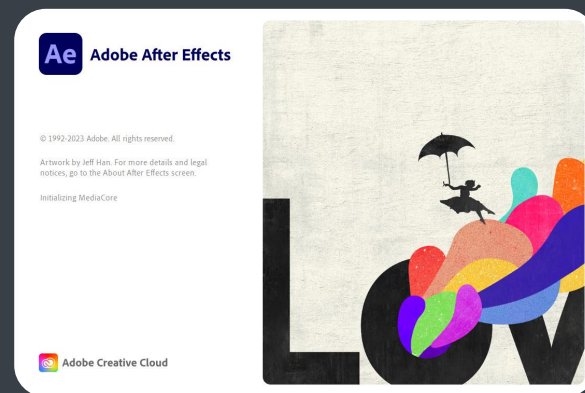 Ae Adobe After Effects
© 1992-2023 Adobe. All rights reserved.
Artwork by Jeff Han. For more details and legal
notices, go to the About After Effects screen.
Initializing MediaCore
Adobe Creative Cloud
LOV